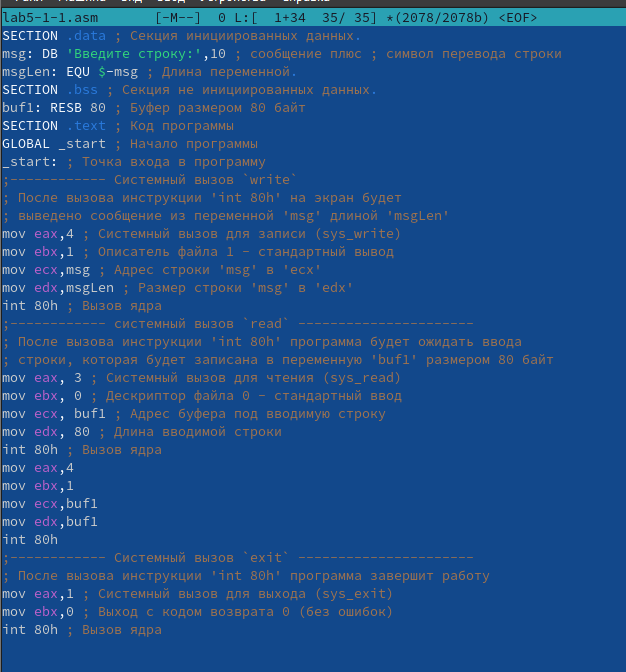 lab5-1-1.asm [-M--] 0 L:[ 1+34 35/ 35] *(2078/2078b) <EOF>
SECTION .data ; Секция инициированных данных.
msg: DB 'Введите строку:',10 ; сообщение плюс ; символ перевода строки
msgLen: EQU $-msg ; Длина переменной.
SECTION .bss ; Секция не инициированных данных.
buf1: RESB 80 ; Буфер размером 80 байт
SECTION .text ; Код программы
GLOBAL _start ; Начало программы
_start: ; Точка входа в программу
;------------ Системный вызов `write`
; После вызова инструкции 'int 80h' на экран будет
; выведено сообщение из переменной 'msg' длиной 'msgLen'
mov eax,4 ; Системный вызов для записи (sys_write)
mov ebx,1 ; Описатель файла 1 - стандартный вывод
mov ecx,msg ; Адрес строки 'msg' в 'ecx'
mov edx,msgLen ; Размер строки 'msg' в 'edx'
int 80h ; Вызов ядра
;------------ системный вызов `read` ----------------------
; После вызова инструкции 'int 80h' программа будет ожидать ввода
; строки, которая будет записана в переменную 'buf1' размером 80 байт
mov eax, 3 ; Системный вызов для чтения (sys_read)
mov ebx, 0 ; Дескриптор файла 0 - стандартный ввод
mov ecx, buf1 ; Адрес буфера под вводимую строку
mov edx, 80 ; Длина вводимой строки
int 80h ; Вызов ядра
mov eax,4
mov ebx,1
mov ecx,buf1
mov edx,buf1
int 80h
;------------ Системный вызов `exit` ----------------------
; После вызова инструкции 'int 80h' программа завершит работу
mov eax,1 ; Системный вызов для выхода (sys_exit)
mov ebx,0 ; Выход с кодом возврата 0 (без ошибок)
int 80h ; Вызов ядра